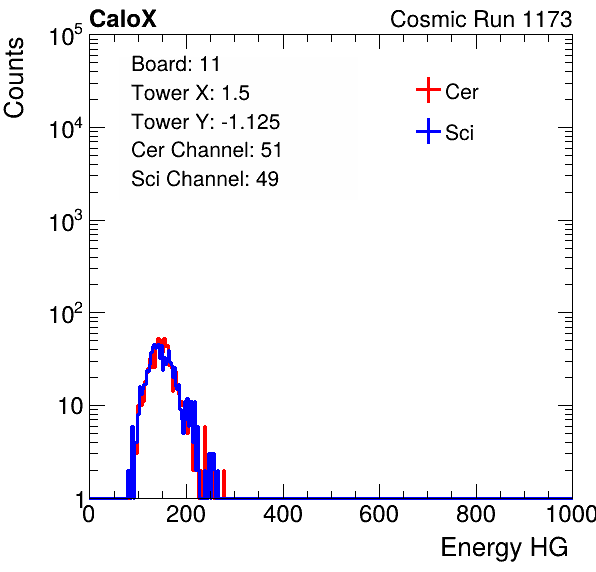 CaloX Cosmic Run 1173
Counts
10^5
10^4
10^3
10^2
10
1
Board: 11
Tower X: 1.5
Tower Y: -1.125
Cer Channel: 51
Sci Channel: 49
Cer
Sci
0 200 400 600 800 1000
Energy HG